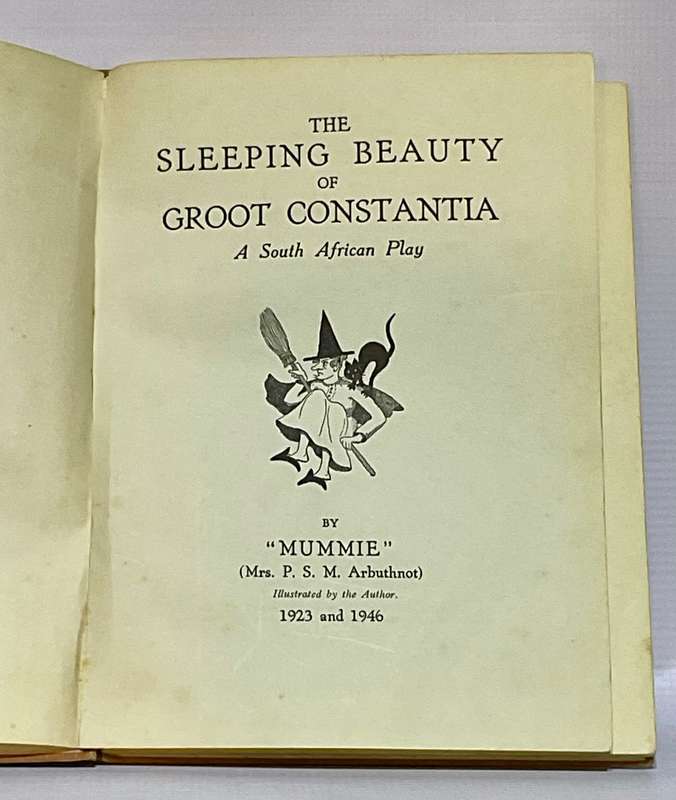 THE
SLEEPING BEAUTY
OF
GROOT CONSTANTIA
A South African Play
BY
"MUMMIE"
(Mrs. P. S. M. Arbuthnot)
Illustrated by the Author.
1923 and 1946